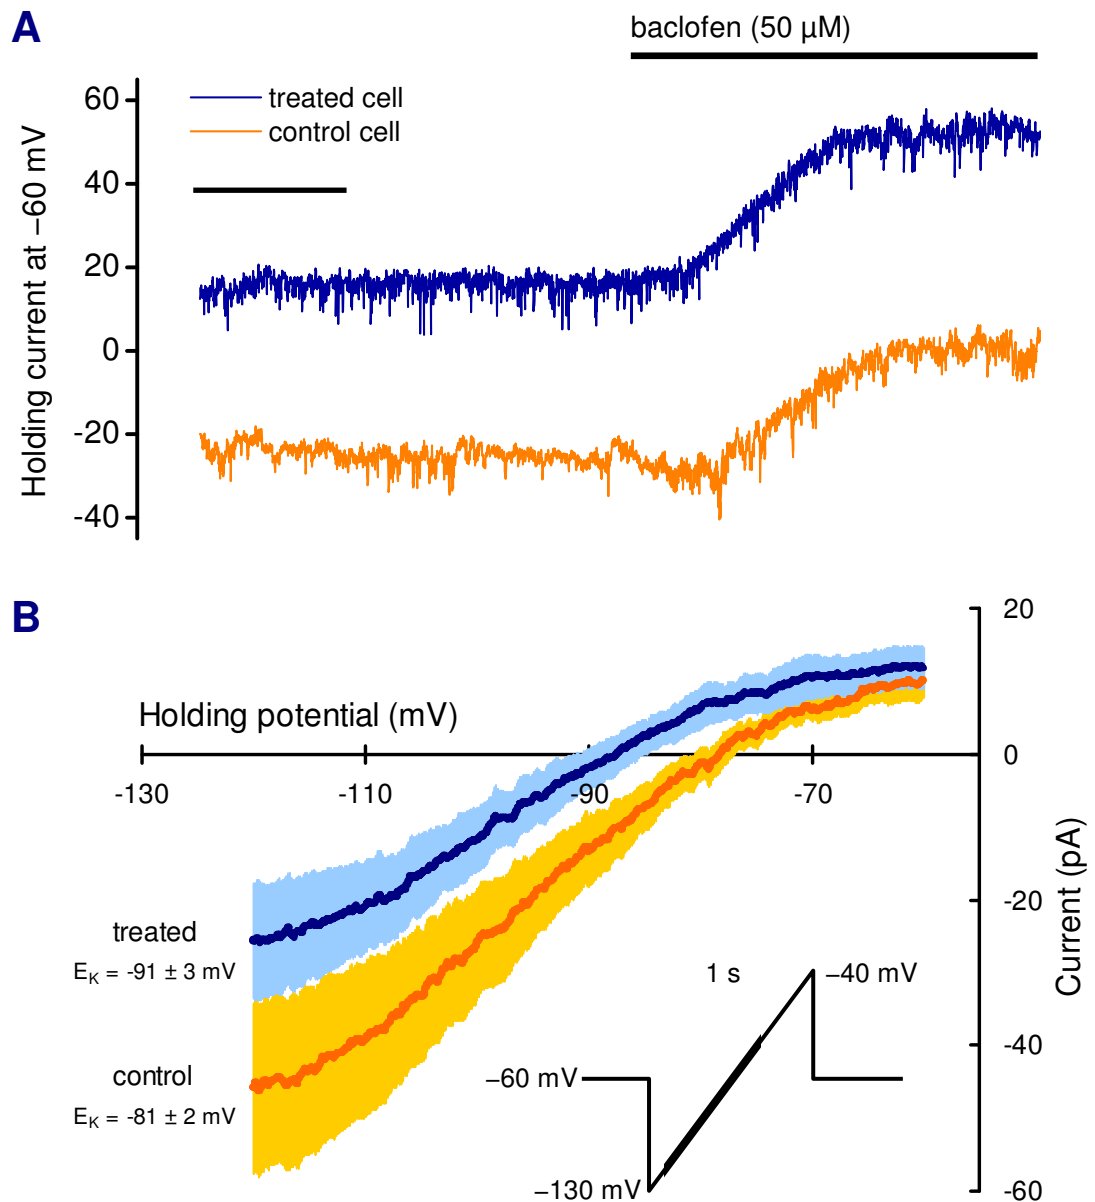 A
baclofen (50 μM)
treated cell
control cell
Holding current at −60 mV
60
40
20
0
-20
-40
B
20
0
-20
-40
-60
Current (pA)
Holding potential (mV)
-130
-110
-90
-70
treated
E_K = -91 ± 3 mV
control
E_K = -81 ± 2 mV
1 s
−40 mV
−60 mV
−130 mV